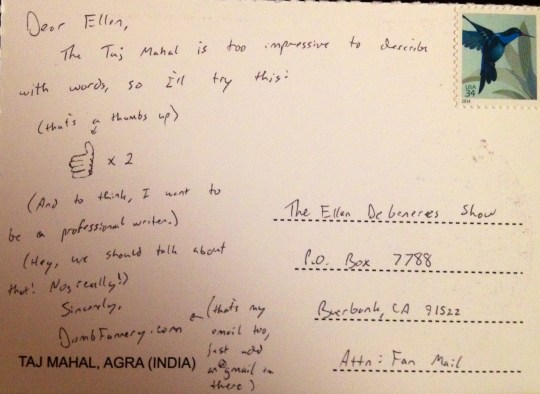 Dear Ellen,
The Taj Mahal is too impressive to describe
with words, so I'll try this:
(that's a thumbs up)
x 2
(And to think, I want to
be a professional writer.)
(Hey, we should talk about
that! No, really!)
Sincerely,
DumbFunnery.com
(that's my
email too,
just add
an @gmail in
there)
TAJ MAHAL, AGRA (INDIA)
USA
34
The Ellen Degeneres Show
P.O. Box 7788
Burbank, CA 91522
Attn: Fan Mail